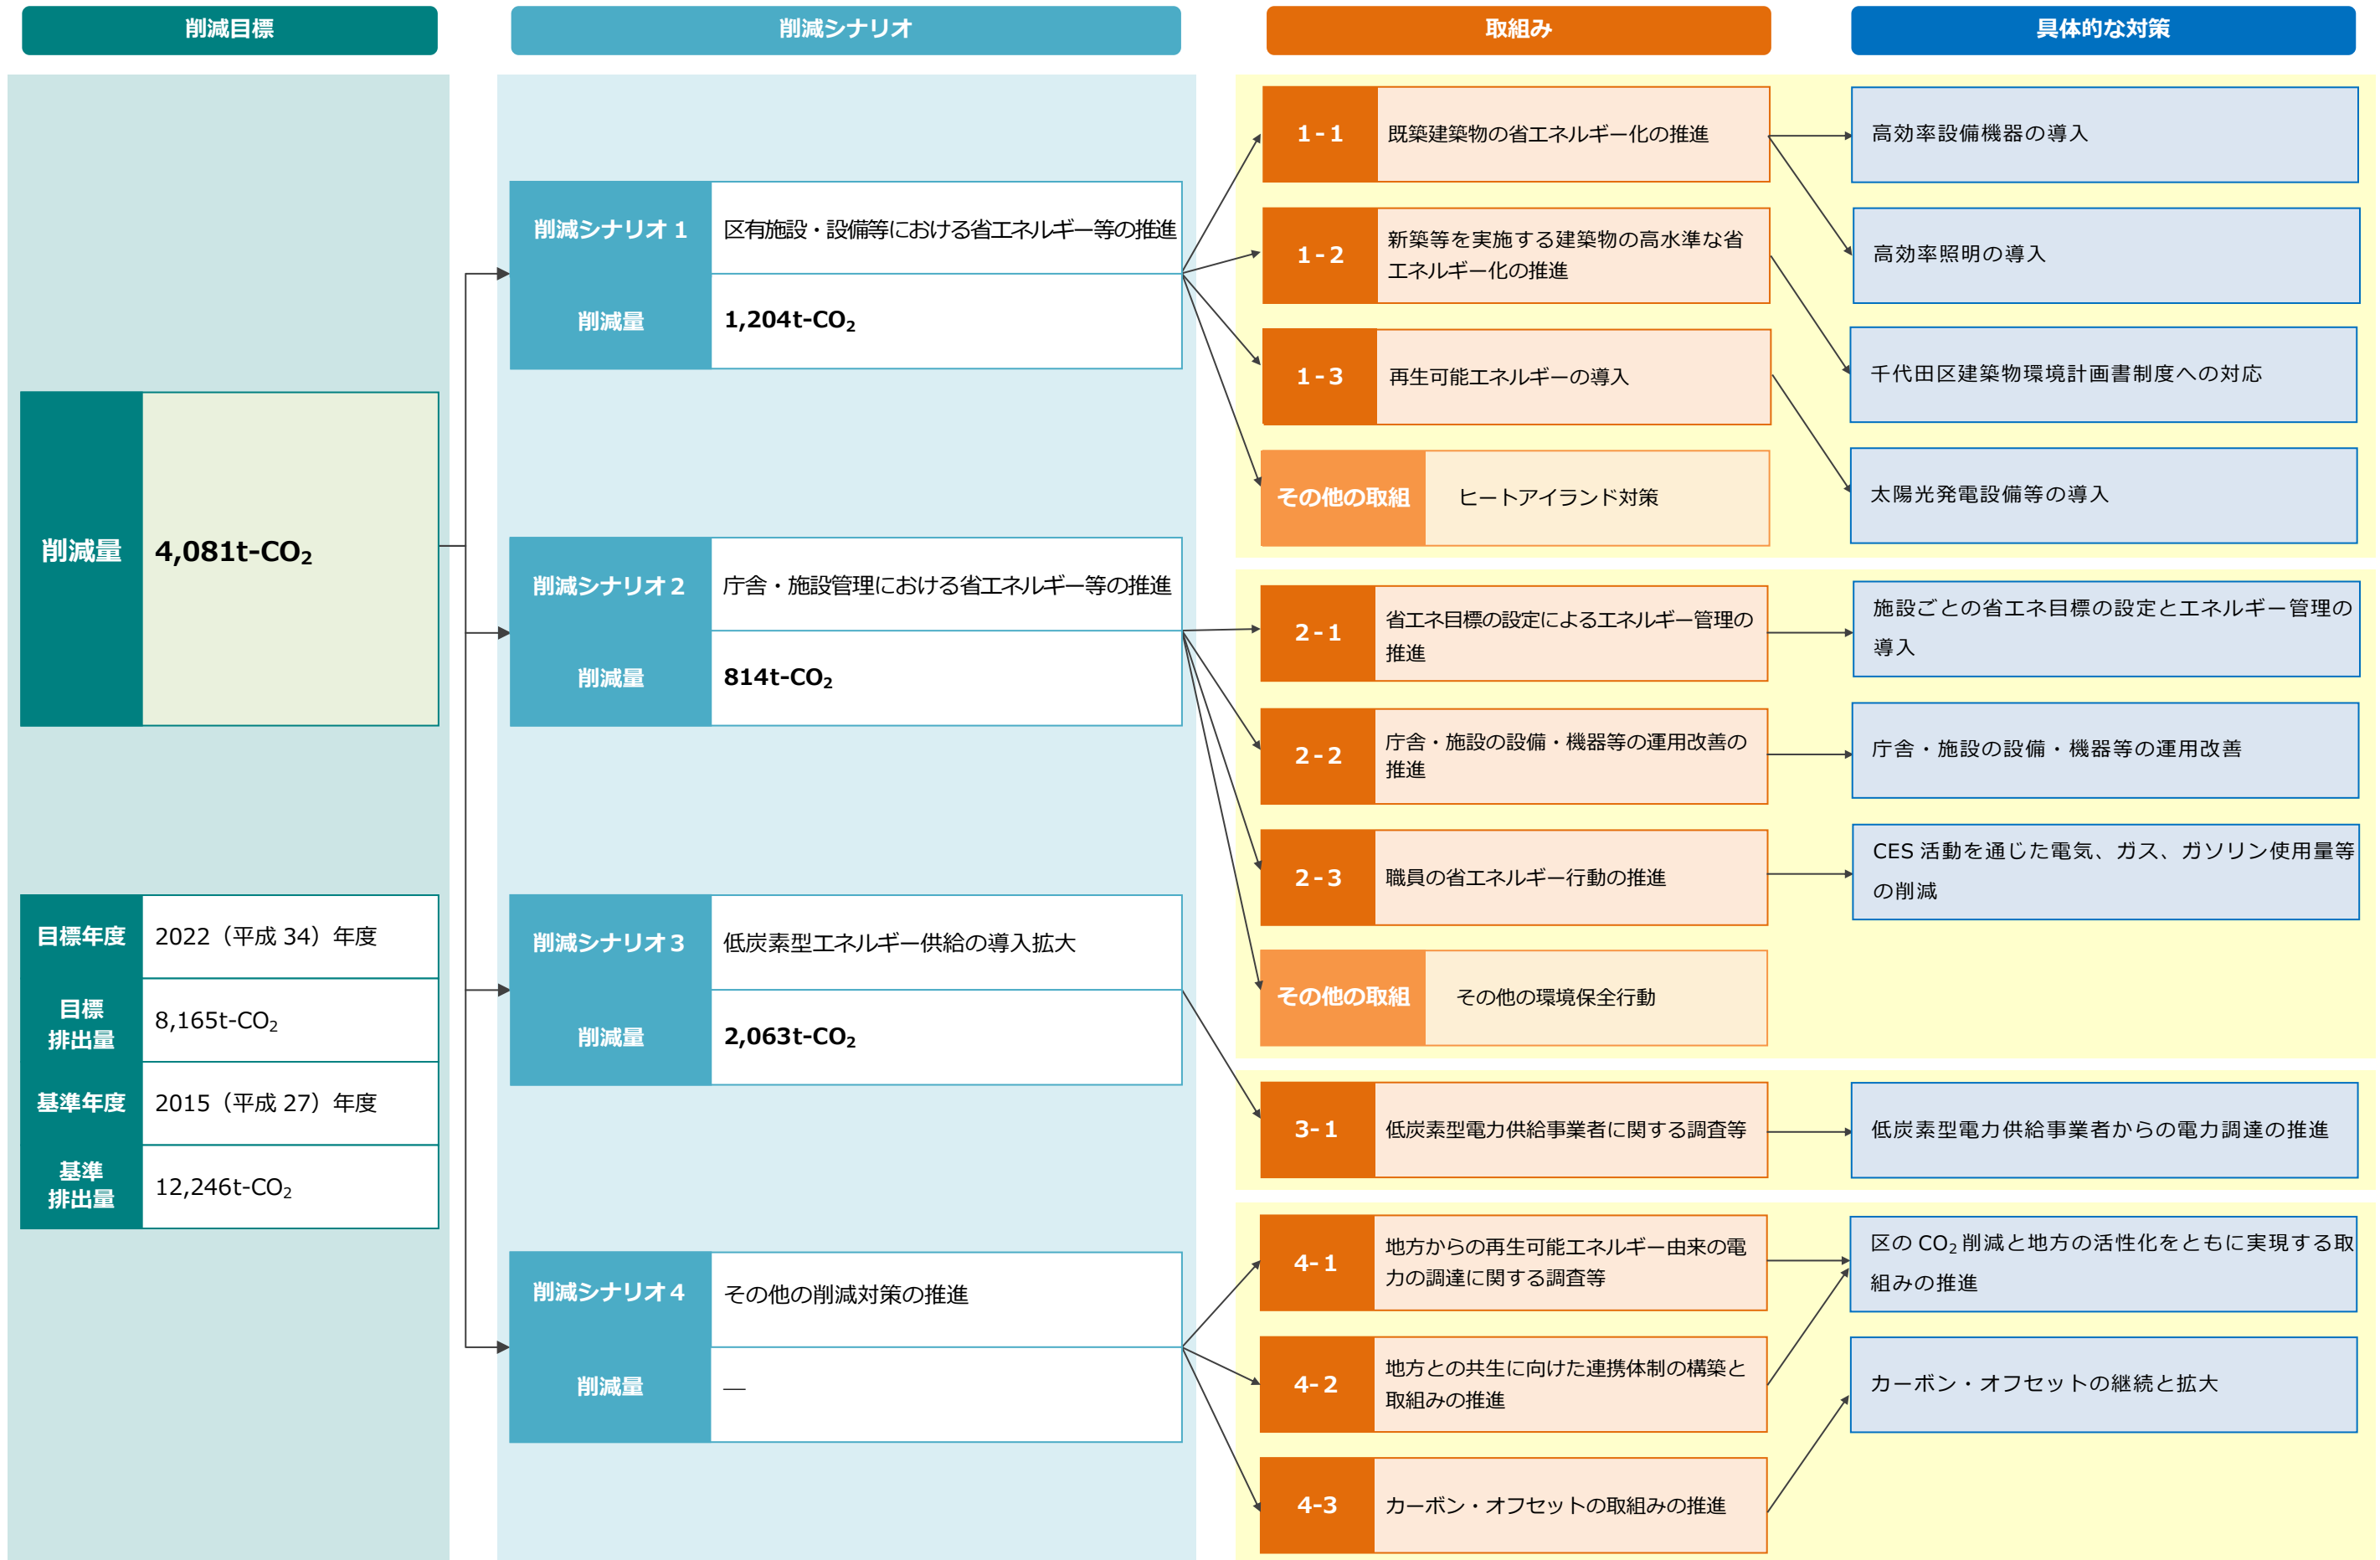 削減目標
削減シナリオ
取組み
具体的な対策
削減量
4,081t-CO₂
目標年度
2022（平成 34）年度
目標
排出量
8,165t-CO₂
基準年度
2015（平成 27）年度
基準
排出量
12,246t-CO₂
削減シナリオ 1
区有施設・設備等における省エネルギー等の推進
削減量
1,204t-CO₂
削減シナリオ 2
庁舎・施設管理における省エネルギー等の推進
削減量
814t-CO₂
削減シナリオ 3
低炭素型エネルギー供給の導入拡大
削減量
2,063t-CO₂
削減シナリオ 4
その他の削減対策の推進
削減量
―
1-1
既築建築物の省エネルギー化の推進
1-2
新築等を実施する建築物の高水準な省
エネルギー化の推進
1-3
再生可能エネルギーの導入
その他の取組
ヒートアイランド対策
高効率設備機器の導入
高効率照明の導入
千代田区建築物環境計画書制度への対応
太陽光発電設備等の導入
2-1
省エネ目標の設定によるエネルギー管理の
推進
2-2
庁舎・施設の設備・機器等の運用改善の
推進
2-3
職員の省エネルギー行動の推進
その他の取組
その他の環境保全行動
施設ごとの省エネ目標の設定とエネルギー管理の
導入
庁舎・施設の設備・機器等の運用改善
CES 活動を通じた電気、ガス、ガソリン使用量等
の削減
3-1
低炭素型電力供給事業者に関する調査等
低炭素型電力供給事業者からの電力調達の推進
4-1
地方からの再生可能エネルギー由来の電
力の調達に関する調査等
4-2
地方との共生に向けた連携体制の構築と
取組みの推進
4-3
カーボン・オフセットの取組みの推進
区の CO₂ 削減と地方の活性化をともに実現する取
組みの推進
カーボン・オフセットの継続と拡大